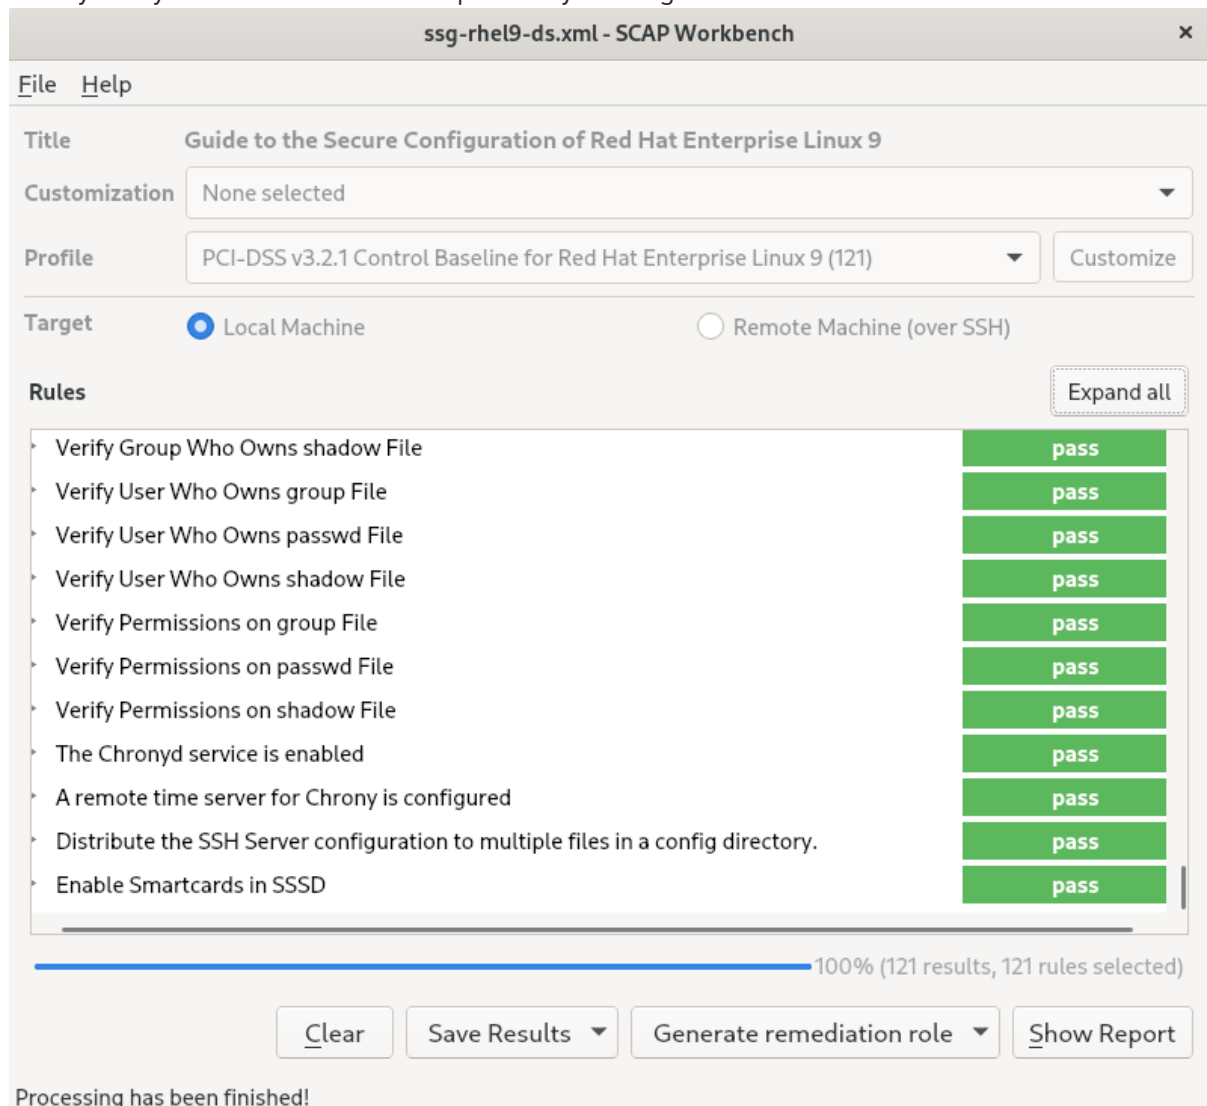 ssg-rhel9-ds.xml - SCAP Workbench ×
File Help
Title Guide to the Secure Configuration of Red Hat Enterprise Linux 9
Customization None selected
Profile PCI-DSS v3.2.1 Control Baseline for Red Hat Enterprise Linux 9 (121) Customize
Target Local Machine Remote Machine (over SSH)
Rules Expand all
Verify Group Who Owns shadow File pass
Verify User Who Owns group File pass
Verify User Who Owns passwd File pass
Verify User Who Owns shadow File pass
Verify Permissions on group File pass
Verify Permissions on passwd File pass
Verify Permissions on shadow File pass
The Chronyd service is enabled pass
A remote time server for Chrony is configured pass
Distribute the SSH Server configuration to multiple files in a config directory. pass
Enable Smartcards in SSSD pass
100% (121 results, 121 rules selected)
Clear Save Results Generate remediation role Show Report
Processing has been finished!